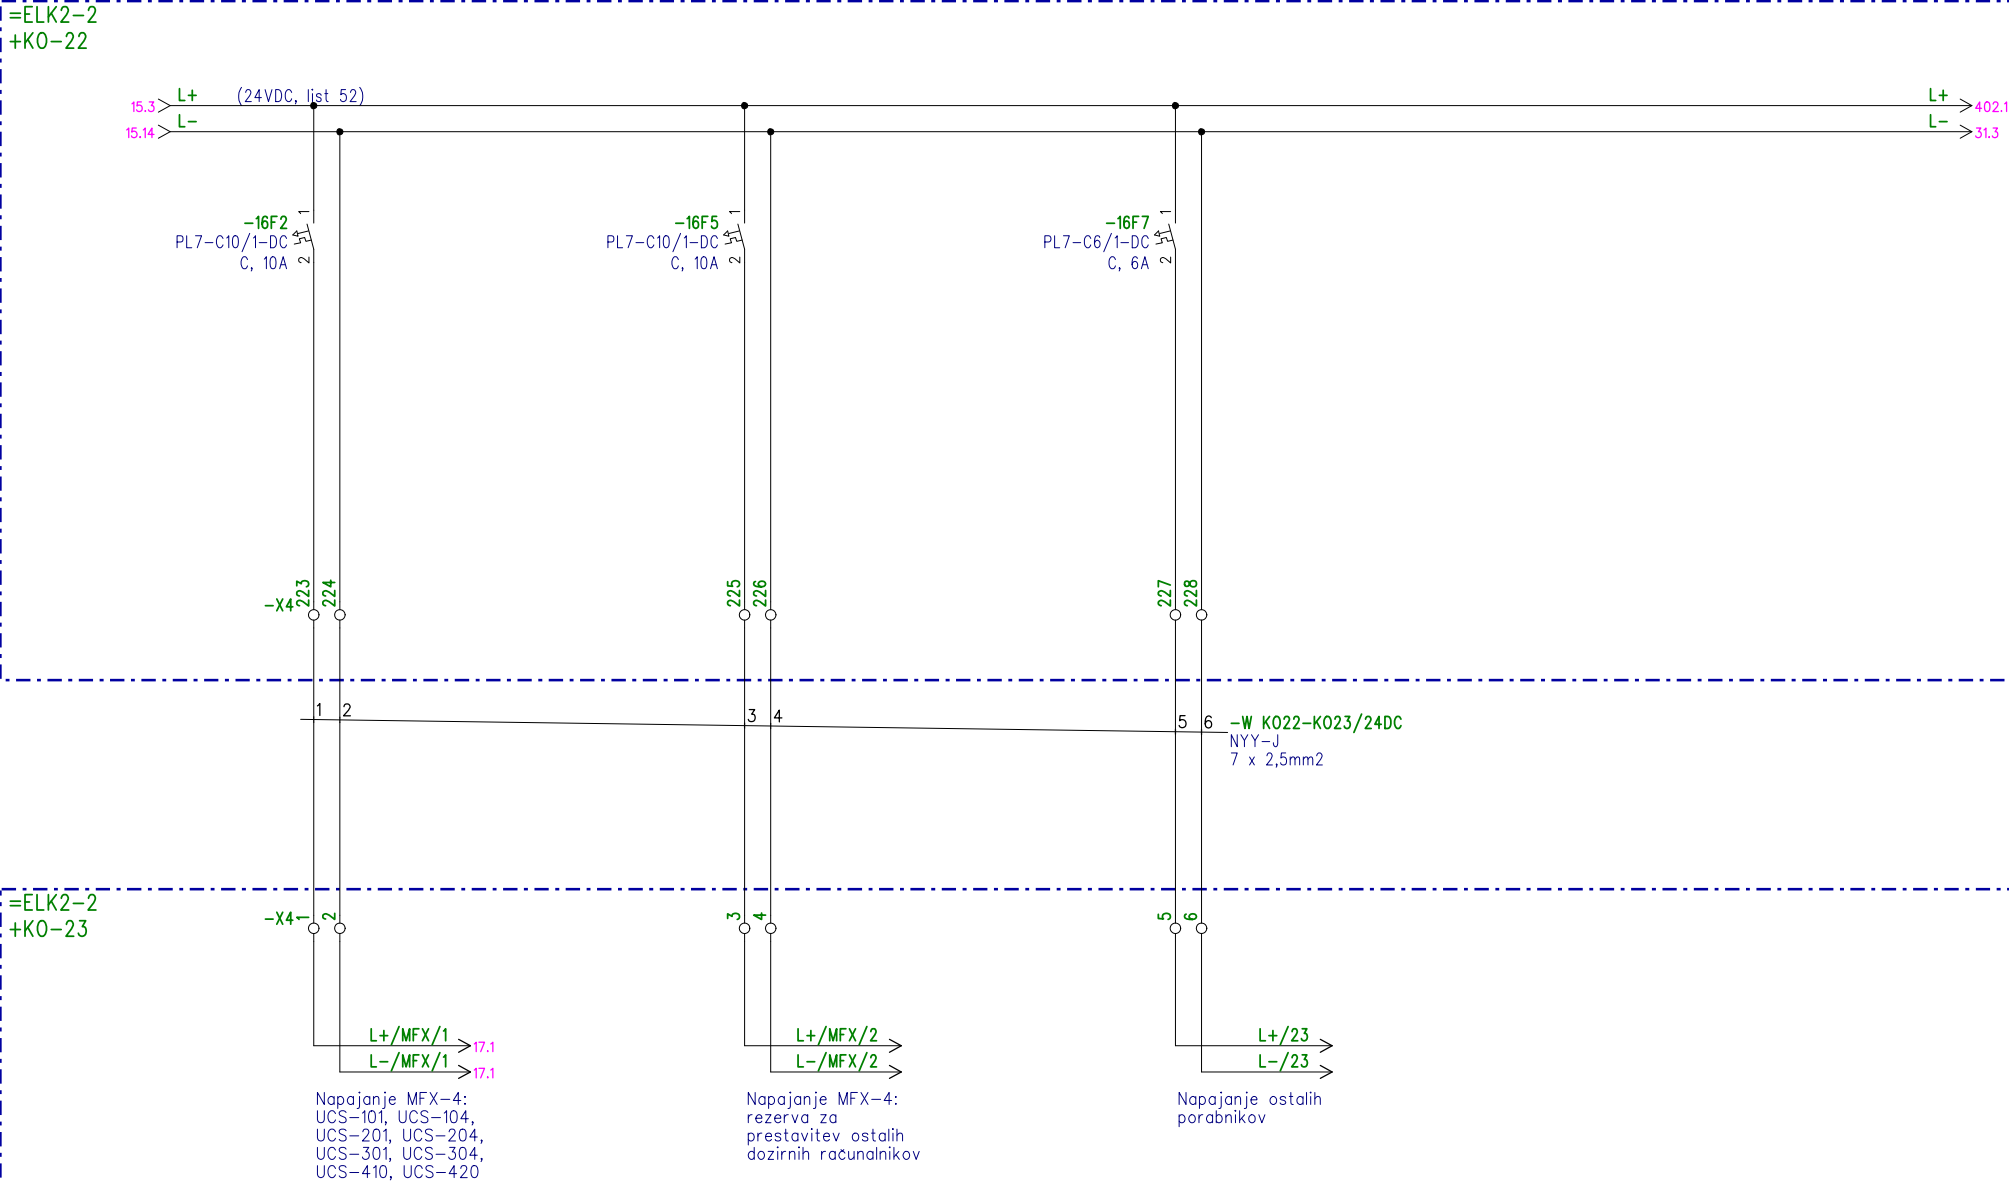 =ELK2-2
+KO-22
15.3
L+
(24VDC, list 52)
L+
402.1
15.14
L-
L-
31.3
1
-16F2
PL7-C10/1-DC
C, 10A
2
1
-16F5
PL7-C10/1-DC
C, 10A
2
1
-16F7
PL7-C6/1-DC
C, 6A
2
-X4
223
224
225
226
227
228
1
2
3
4
5
6
-W KO22-KO23/24DC
NYY-J
7 x 2,5mm2
=ELK2-2
+KO-23
-X4
1
2
3
4
5
6
L+/MFX/1
17.1
L-/MFX/1
17.1
L+/MFX/2
L-/MFX/2
L+/23
L-/23
Napajanje MFX-4:
UCS-101, UCS-104,
UCS-201, UCS-204,
UCS-301, UCS-304,
UCS-410, UCS-420
Napajanje MFX-4:
rezerva za
prestavitev ostalih
dozirnih računalnikov
Napajanje ostalih
porabnikov